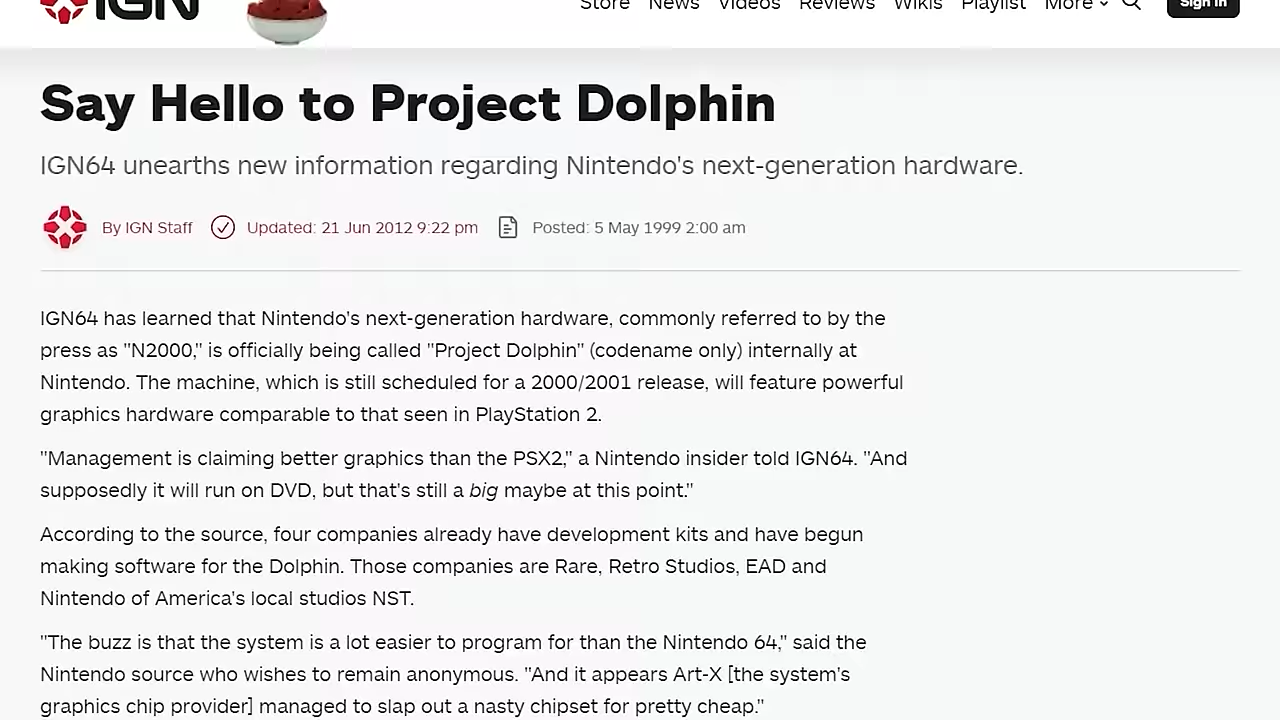 IGN
Store News Videos Reviews Wikis Playlist More Sign In
Say Hello to Project Dolphin
IGN64 unearths new information regarding Nintendo's next-generation hardware.
By IGN Staff Updated: 21 Jun 2012 9:22 pm Posted: 5 May 1999 2:00 am
IGN64 has learned that Nintendo's next-generation hardware, commonly referred to by the
press as "N2000," is officially being called "Project Dolphin" (codename only) internally at
Nintendo. The machine, which is still scheduled for a 2000/2001 release, will feature powerful
graphics hardware comparable to that seen in PlayStation 2.
"Management is claiming better graphics than the PSX2," a Nintendo insider told IGN64. "And
supposedly it will run on DVD, but that's still a big maybe at this point."
According to the source, four companies already have development kits and have begun
making software for the Dolphin. Those companies are Rare, Retro Studios, EAD and
Nintendo of America's local studios NST.
"The buzz is that the system is a lot easier to program for than the Nintendo 64," said the
Nintendo source who wishes to remain anonymous. "And it appears Art-X [the system's
graphics chip provider] managed to slap out a nasty chipset for pretty cheap."